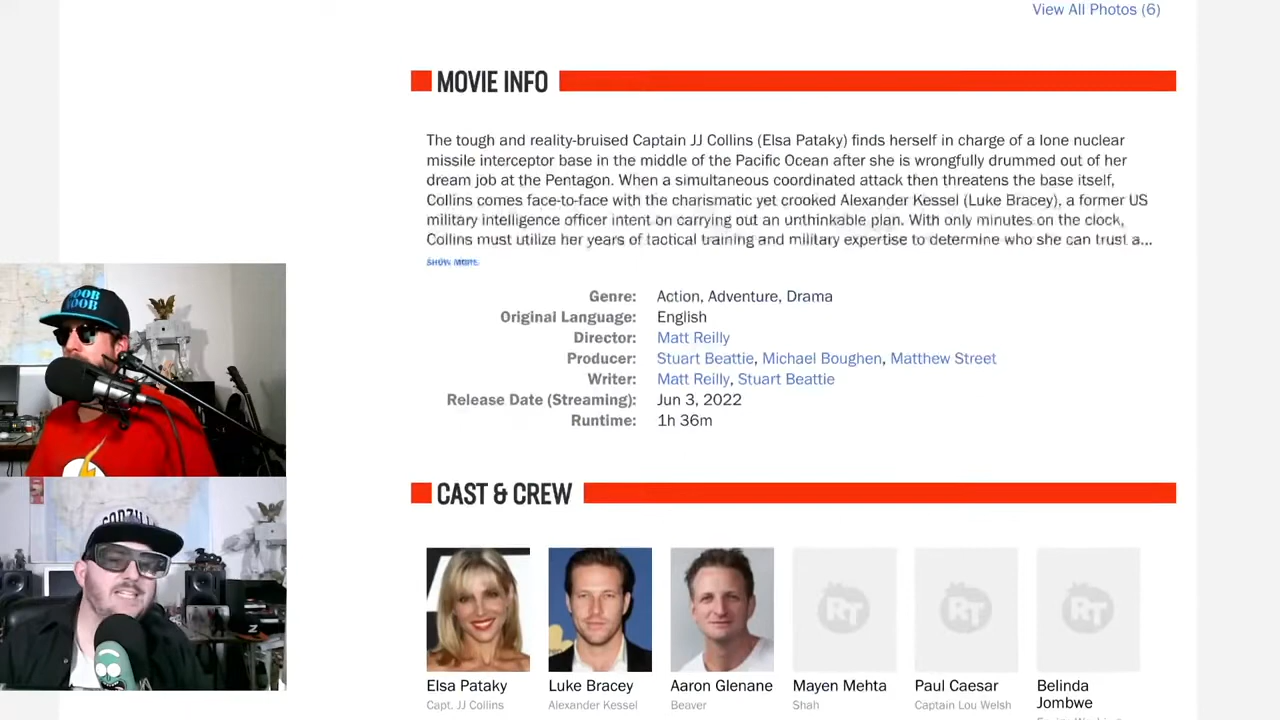 View All Photos (6)
MOVIE INFO
The tough and reality-bruised Captain JJ Collins (Elsa Pataky) finds herself in charge of a lone nuclear
missile interceptor base in the middle of the Pacific Ocean after she is wrongfully drummed out of her
dream job at the Pentagon. When a simultaneous coordinated attack then threatens the base itself,
Collins comes face-to-face with the charismatic yet crooked Alexander Kessel (Luke Bracey), a former US
military intelligence officer intent on carrying out an unthinkable plan. With only minutes on the clock,
Collins must utilize her years of tactical training and military expertise to determine who she can trust a...
SHOW MORE
Genre: Action, Adventure, Drama
Original Language: English
Director: Matt Reilly
Producer: Stuart Beattie, Michael Boughen, Matthew Street
Writer: Matt Reilly, Stuart Beattie
Release Date (Streaming): Jun 3, 2022
Runtime: 1h 36m
CAST & CREW
RT RT RT
Elsa Pataky
Capt. JJ Collins
Luke Bracey
Alexander Kessel
Aaron Glenane
Beaver
Mayen Mehta
Shah
Paul Caesar
Captain Lou Welsh
Belinda
Jombwe
NOOB
NOOB
GODZILLA
Z